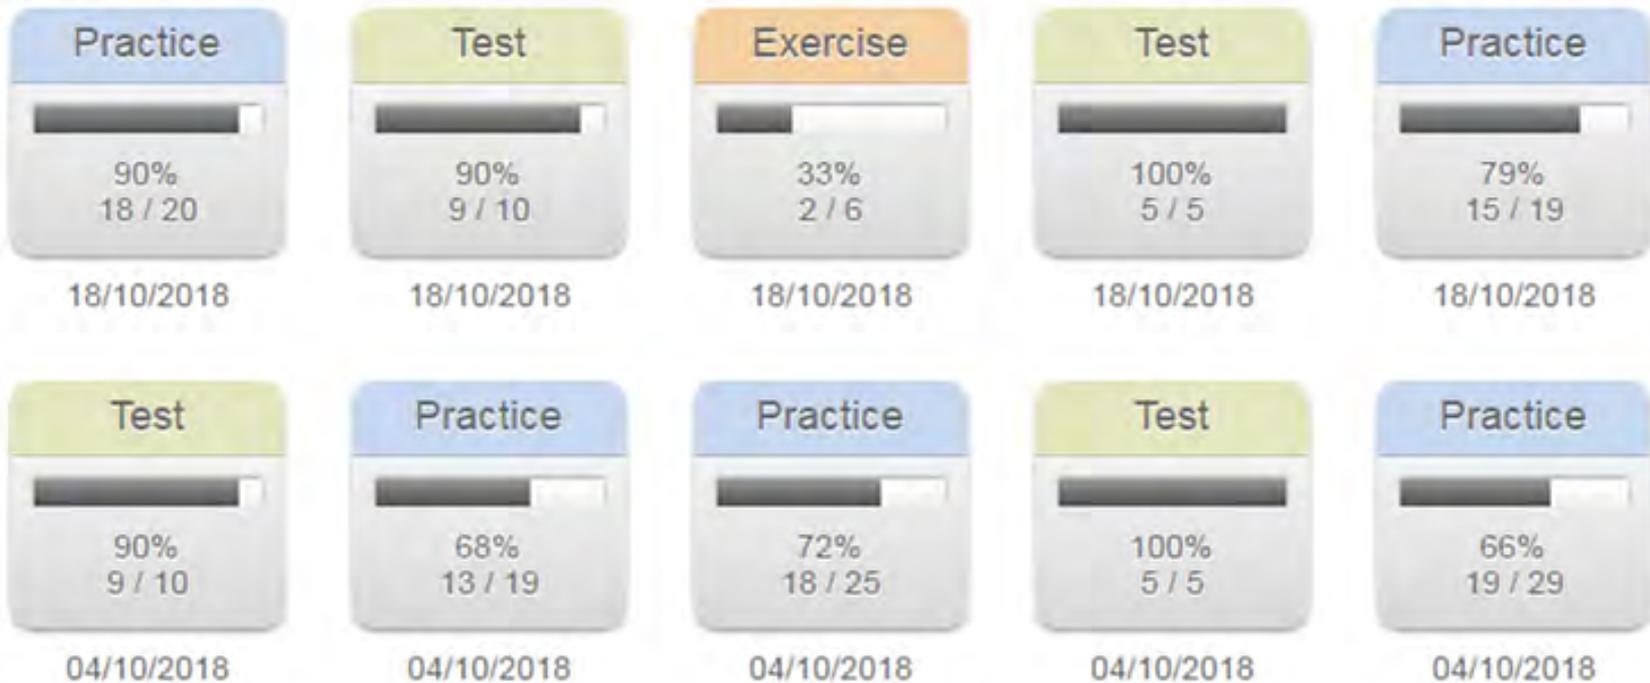 Practice
90%
18 / 20
18/10/2018
Test
90%
9 / 10
18/10/2018
Exercise
33%
2 / 6
18/10/2018
Test
100%
5 / 5
18/10/2018
Practice
79%
15 / 19
18/10/2018
Test
90%
9 / 10
04/10/2018
Practice
68%
13 / 19
04/10/2018
Practice
72%
18 / 25
04/10/2018
Test
100%
5 / 5
04/10/2018
Practice
66%
19 / 29
04/10/2018